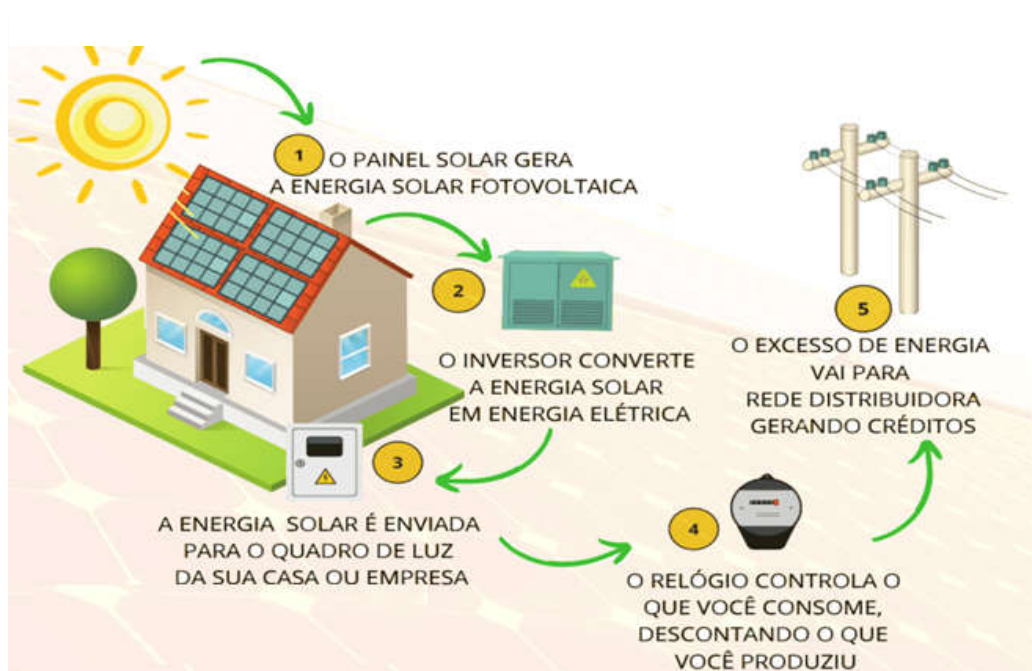 1
O PAINEL SOLAR GERA
A ENERGIA SOLAR FOTOVOLTAICA
2
O INVERSOR CONVERTE
A ENERGIA SOLAR
EM ENERGIA ELÉTRICA
3
A ENERGIA SOLAR É ENVIADA
PARA O QUADRO DE LUZ
DA SUA CASA OU EMPRESA
4
O RELÓGIO CONTROLA O
QUE VOCÊ CONSOME,
DESCONTANDO O QUE
VOCÊ PRODUZIU
5
O EXCESSO DE ENERGIA
VAI PARA
REDE DISTRIBUIDORA
GERANDO CRÉDITOS